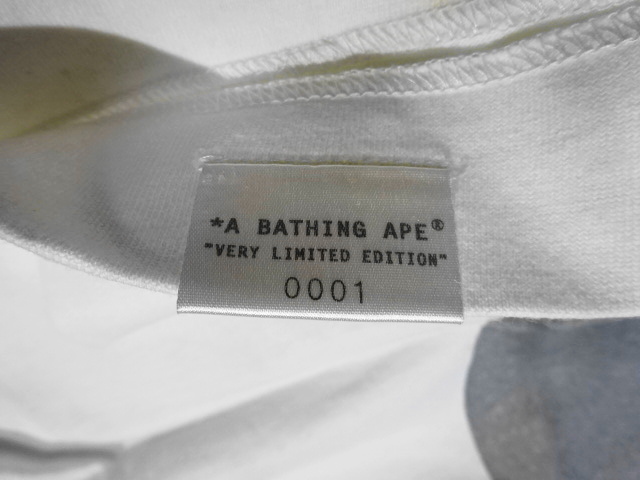 *A BATHING APE®
"VERY LIMITED EDITION"
0001